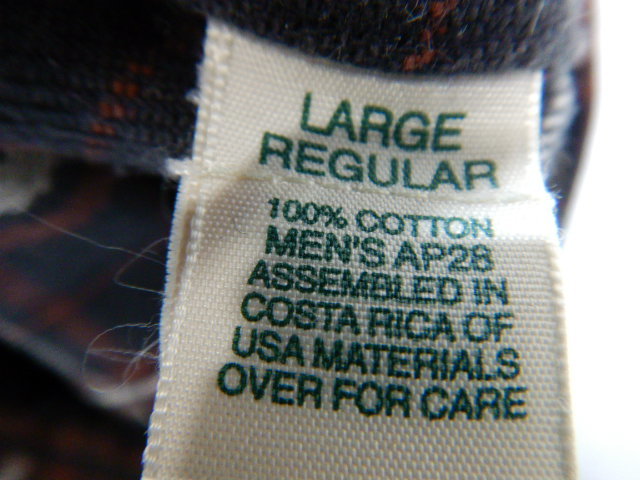 LARGE
REGULAR
100% COTTON
MEN'S AP28
ASSEMBLED IN
COSTA RICA OF
USA MATERIALS
OVER FOR CARE